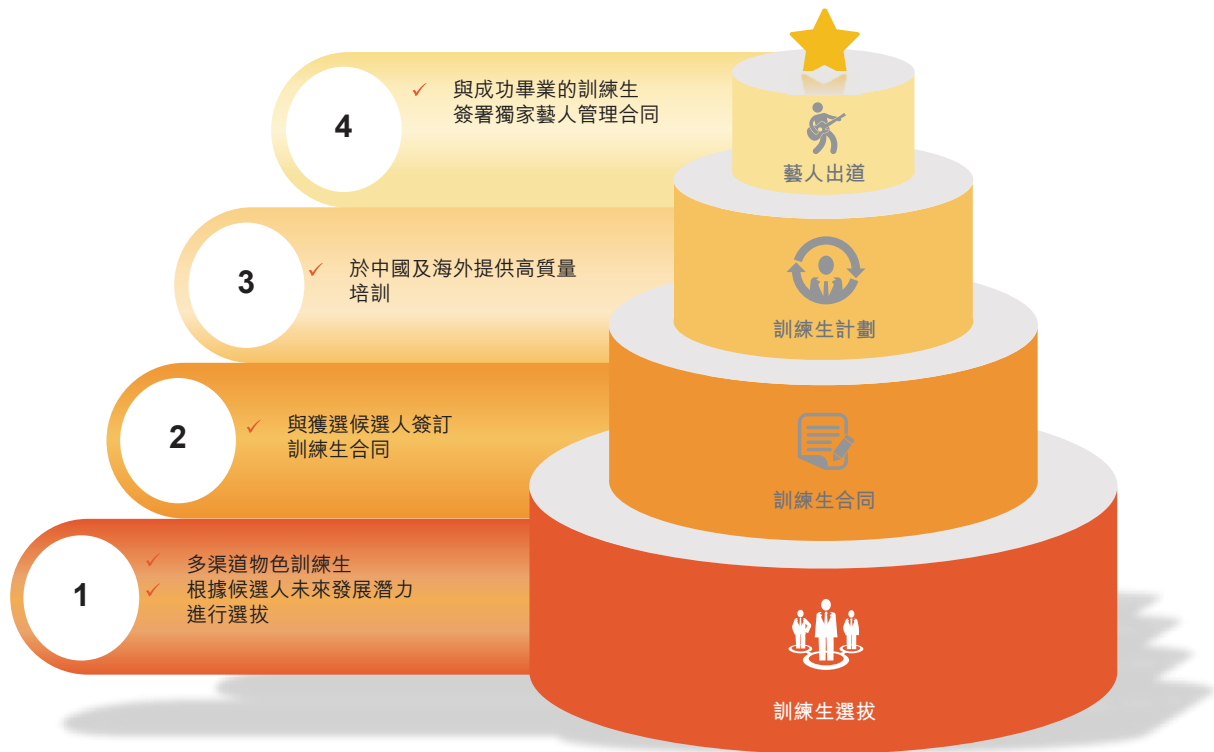 4
✓ 與成功畢業的訓練生
簽署獨家藝人管理合同
藝人出道
3
✓ 於中國及海外提供高質量
培訓
訓練生計劃
2
✓ 與獲選候選人簽訂
訓練生合同
訓練生合同
1
✓ 多渠道物色訓練生
✓ 根據候選人未來發展潛力
進行選拔
訓練生選拔